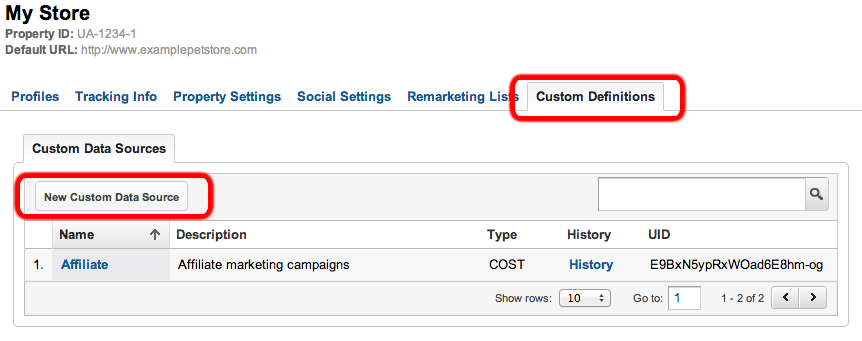 My Store
Property ID: UA-1234-1
Default URL: http://www.examplepetstore.com
Profiles Tracking Info Property Settings Social Settings Remarketing Lists Custom Definitions
Custom Data Sources
New Custom Data Source
Name Description Type History UID
1. Affiliate Affiliate marketing campaigns COST History E9BxN5ypRxWOad6E8hm-og
Show rows: 10 Go to: 1 1 - 2 of 2